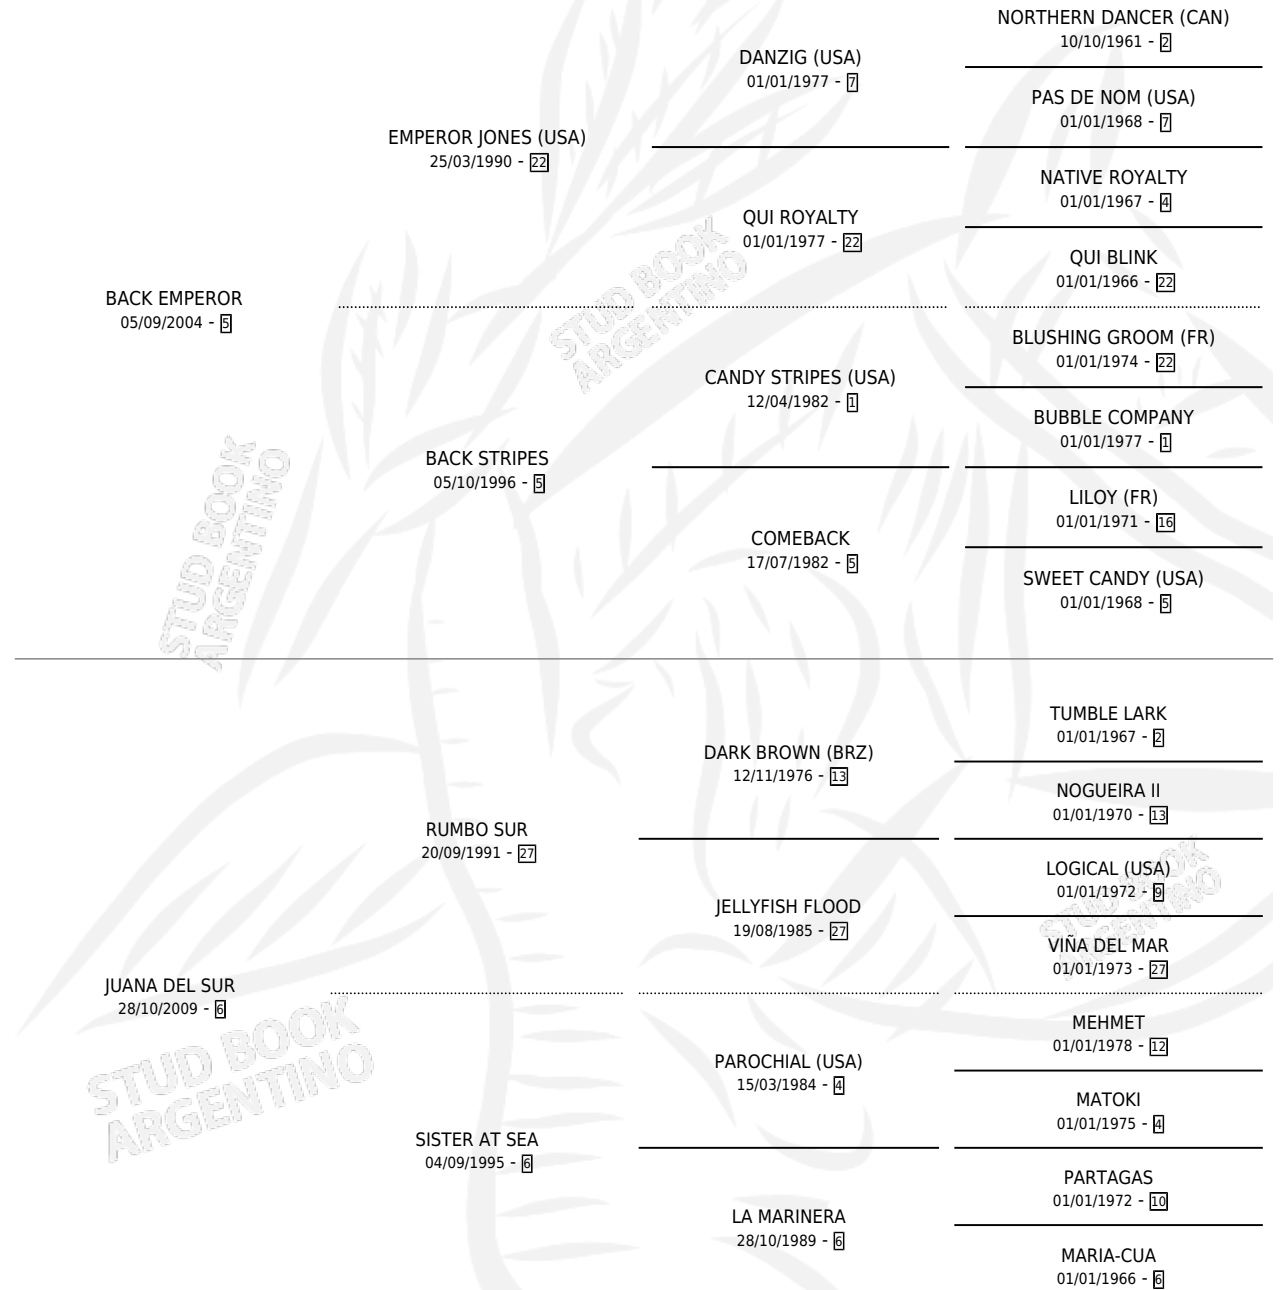 NORTHERN DANCER (CAN)
10/10/1961 - 2
DANZIG (USA)
01/01/1977 - 7
PAS DE NOM (USA)
01/01/1968 - 7
EMPEROR JONES (USA)
25/03/1990 - 22
NATIVE ROYALTY
01/01/1967 - 4
QUI ROYALTY
01/01/1977 - 22
QUI BLINK
01/01/1966 - 22
BACK EMPEROR
05/09/2004 - 5
BLUSHING GROOM (FR)
01/01/1974 - 22
CANDY STRIPES (USA)
12/04/1982 - 1
BUBBLE COMPANY
01/01/1977 - 1
BACK STRIPES
05/10/1996 - 5
LILOY (FR)
01/01/1971 - 16
COMEBACK
17/07/1982 - 5
SWEET CANDY (USA)
01/01/1968 - 5
STUD BOOK
ARGENTINO
STUD BOOK
ARGENTINO
TUMBLE LARK
01/01/1967 - 2
DARK BROWN (BRZ)
12/11/1976 - 13
NOGUEIRA II
01/01/1970 - 13
RUMBO SUR
20/09/1991 - 27
LOGICAL (USA)
01/01/1972 - 9
JELLYFISH FLOOD
19/08/1985 - 27
VIÑA DEL MAR
01/01/1973 - 27
JUANA DEL SUR
28/10/2009 - 6
MEHMET
01/01/1978 - 12
PAROCHIAL (USA)
15/03/1984 - 4
MATOKI
01/01/1975 - 4
SISTER AT SEA
04/09/1995 - 6
PARTAGAS
01/01/1972 - 10
LA MARINERA
28/10/1989 - 6
MARIA-CUA
01/01/1966 - 6
STUD BOOK
ARGENTINO
STUD BOOK
ARGENTINO